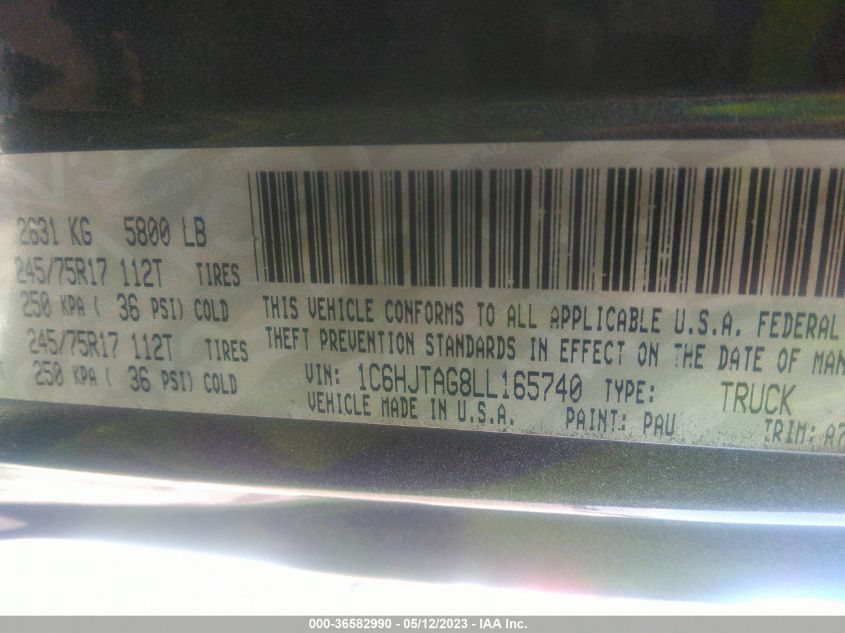 2631 KG 5800 LB
245/75R17 112T TIRES
250 KPA ( 36 PSI) COLD
245/75R17 112T TIRES
250 KPA ( 36 PSI) COLD
THIS VEHICLE CONFORMS TO ALL APPLICABLE U.S.A. FEDERAL
THEFT PREVENTION STANDARDS IN EFFECT ON THE DATE OF MAN
VIN: 1C6HJTAG8LL165740 TYPE: TRUCK
VEHICLE MADE IN U.S.A. PAINT: PAU TRIM: A7
000-36582990 - 05/12/2023 - IAA Inc.